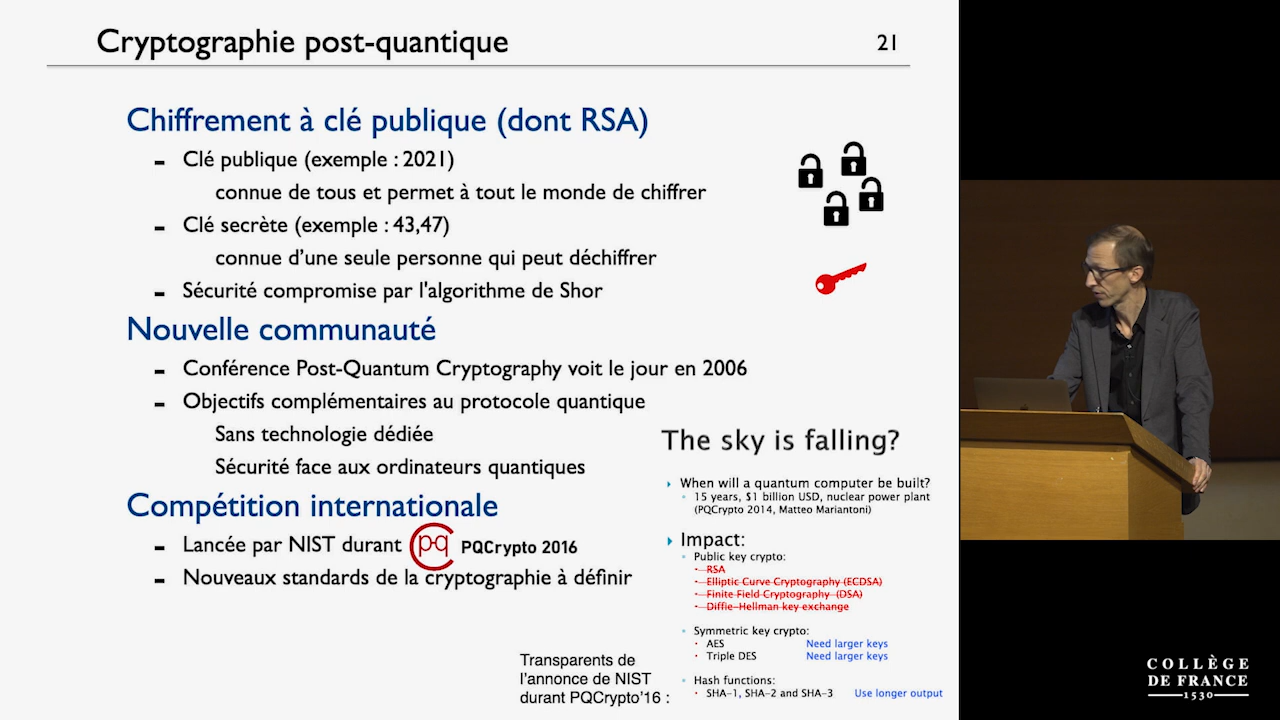 Cryptographie post-quantique
21
Chiffrement à clé publique (dont RSA)
- Clé publique (exemple : 2021)
connue de tous et permet à tout le monde de chiffrer
- Clé secrète (exemple : 43,47)
connue d’une seule personne qui peut déchiffrer
- Sécurité compromise par l'algorithme de Shor
Nouvelle communauté
- Conférence Post-Quantum Cryptography voit le jour en 2006
- Objectifs complémentaires au protocole quantique
Sans technologie dédiée
Sécurité face aux ordinateurs quantiques
Compétition internationale
- Lancée par NIST durant pq PQCrypto 2016
- Nouveaux standards de la cryptographie à définir
Transparents de
l’annonce de NIST
durant PQCrypto’16 :
The sky is falling?
When will a quantum computer be built?
15 years, $1 billion USD, nuclear power plant
(PQCrypto 2014, Matteo Mariantoni)
Impact:
Public key crypto:
RSA
Elliptic Curve Cryptography (ECDSA)
Finite Field Cryptography (DSA)
Diffie-Hellman key exchange
Symmetric key crypto:
AES Need larger keys
Triple DES Need larger keys
Hash functions:
SHA-1, SHA-2 and SHA-3 Use longer output
COLLÈGE
DE FRANCE
1530